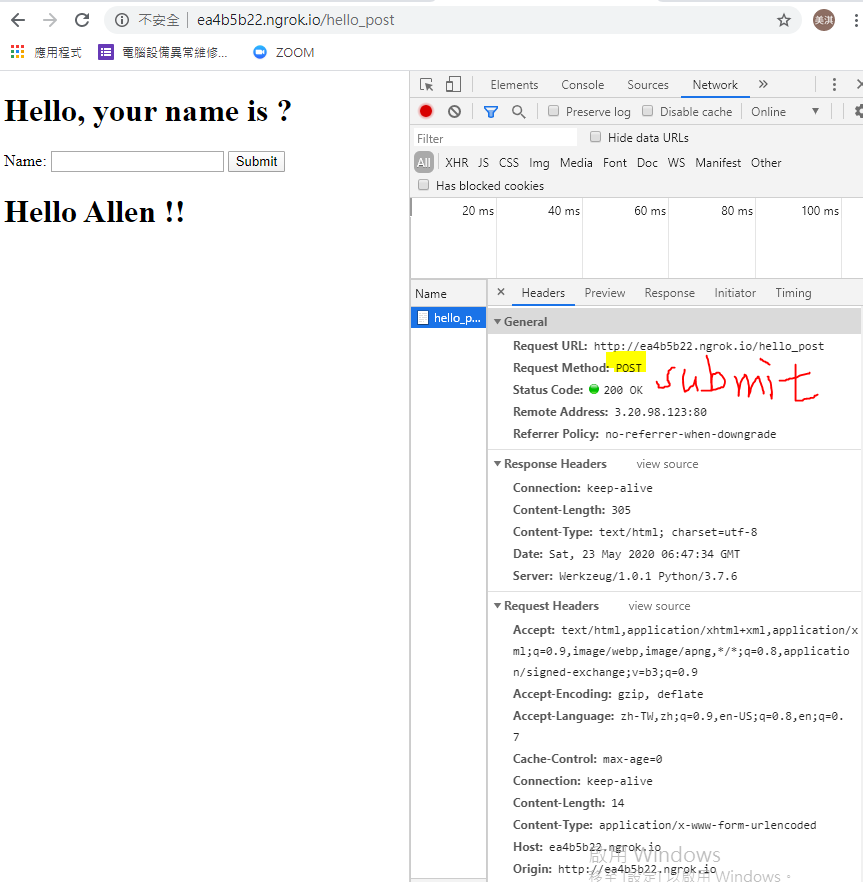 不安全 ea4b5b22.ngrok.io/hello_post 美淇
應用程式 電腦設備異常維修... ZOOM
Hello, your name is ?
Name: Submit
Hello Allen !!
Elements Console Sources Network »
Preserve log Disable cache Online
Filter Hide data URLs
All XHR JS CSS Img Media Font Doc WS Manifest Other
Has blocked cookies
20 ms 40 ms 60 ms 80 ms 100 ms
Name × Headers Preview Response Initiator Timing
hello_p...
General
Request URL: http://ea4b5b22.ngrok.io/hello_post
Request Method: POST
submit
Status Code: 200 OK
Remote Address: 3.20.98.123:80
Referrer Policy: no-referrer-when-downgrade
Response Headers view source
Connection: keep-alive
Content-Length: 305
Content-Type: text/html; charset=utf-8
Date: Sat, 23 May 2020 06:47:34 GMT
Server: Werkzeug/1.0.1 Python/3.7.6
Request Headers view source
Accept: text/html,application/xhtml+xml,application/x
ml;q=0.9,image/webp,image/apng,*/*;q=0.8,applicatio
n/signed-exchange;v=b3;q=0.9
Accept-Encoding: gzip, deflate
Accept-Language: zh-TW,zh;q=0.9,en-US;q=0.8,en;q=0.
7
Cache-Control: max-age=0
Connection: keep-alive
Content-Length: 14
Content-Type: application/x-www-form-urlencoded
Host: ea4b5b22.ngrok.io
啟用 Windows
Origin: http://ea4b5b22.ngrok.io
移至 [設定] 以啟用 Windows。